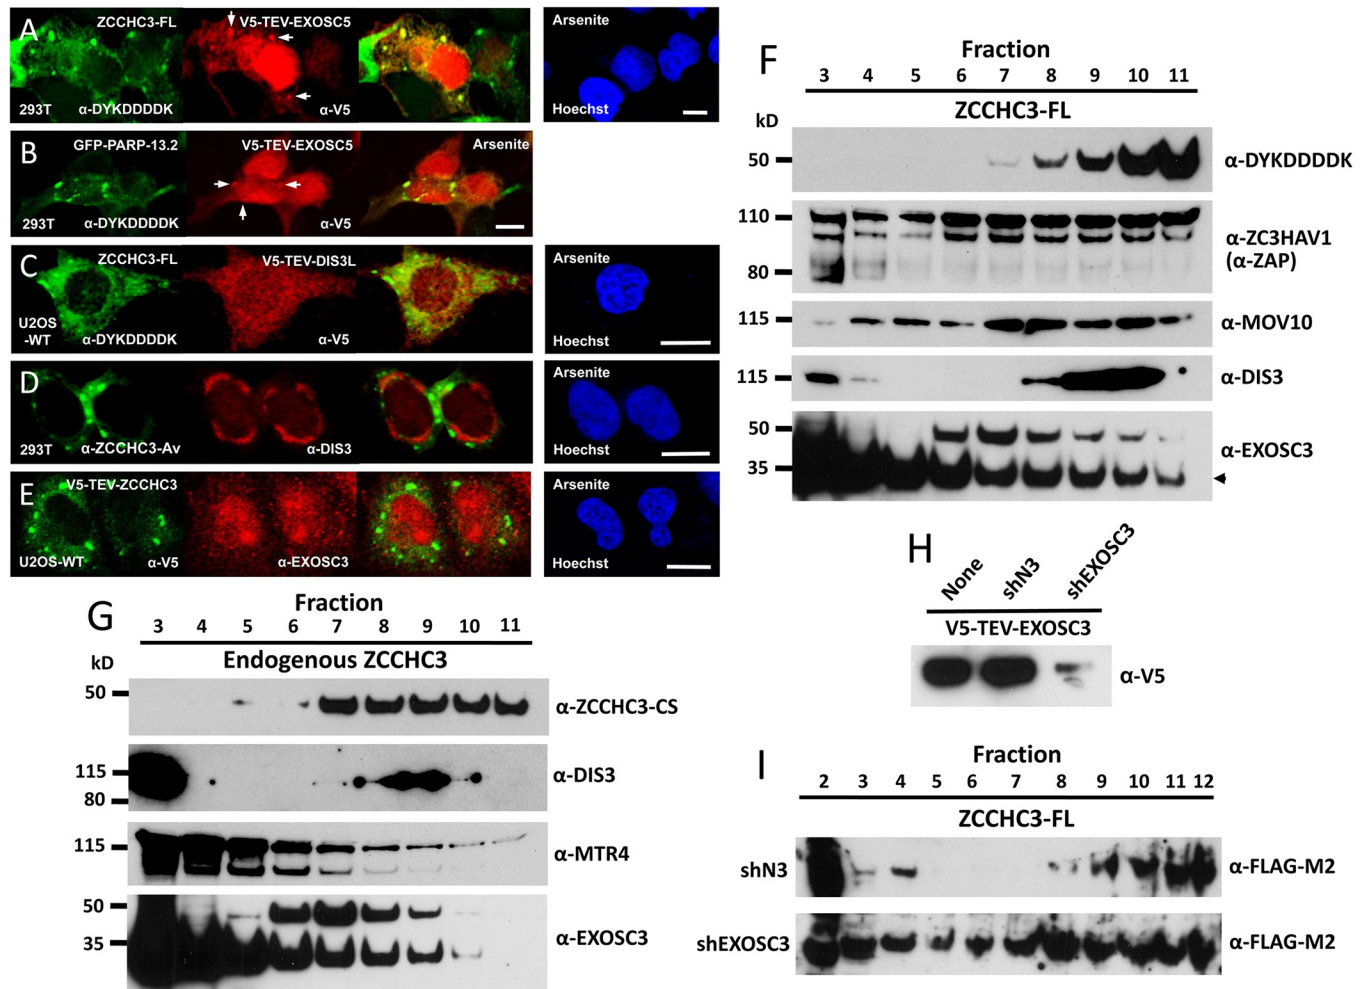 A
ZCCHC3-FL
V5-TEV-EXOSC5
Arsenite
293T
α-DYKDDDDK
α-V5
Hoechst
B
GFP-PARP-13.2
V5-TEV-EXOSC5
Arsenite
293T
α-DYKDDDDK
α-V5
C
ZCCHC3-FL
V5-TEV-DIS3L
Arsenite
U2OS
-WT
α-DYKDDDDK
α-V5
Hoechst
D
Arsenite
293T
α-ZCCHC3-Av
α-DIS3
Hoechst
E
V5-TEV-ZCCHC3
Arsenite
U2OS-WT
α-V5
α-EXOSC3
Hoechst
F
Fraction
3 4 5 6 7 8 9 10 11
ZCCHC3-FL
kD
50
α-DYKDDDDK
110
80
α-ZC3HAV1
(α-ZAP)
115
α-MOV10
115
α-DIS3
50
35
α-EXOSC3
G
Fraction
3 4 5 6 7 8 9 10 11
Endogenous ZCCHC3
kD
50
α-ZCCHC3-CS
115
80
α-DIS3
115
α-MTR4
50
35
α-EXOSC3
H
None
shN3
shEXOSC3
V5-TEV-EXOSC3
α-V5
I
Fraction
2 3 4 5 6 7 8 9 10 11 12
ZCCHC3-FL
shN3
α-FLAG-M2
shEXOSC3
α-FLAG-M2